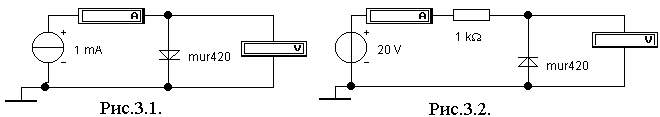 A
+
1 mA
−
mur420
V
Рис.3.1.
A
+
20 V
−
1 kΩ
mur420
V
Рис.3.2.